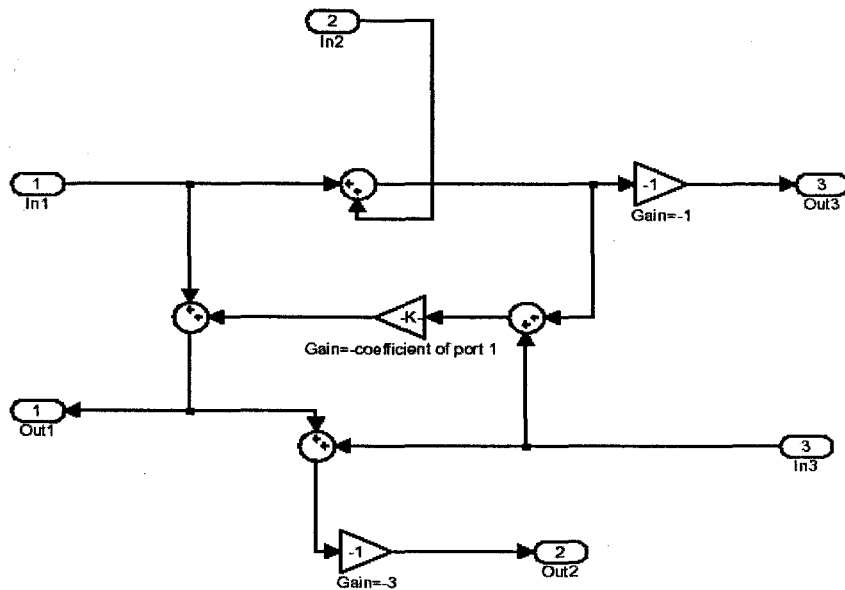 2
In2
1
In1
-1
Gain=-1
3
Out3
-K-
Gain=-coefficient of port 1
1
Out1
3
In3
-1
Gain=-3
2
Out2